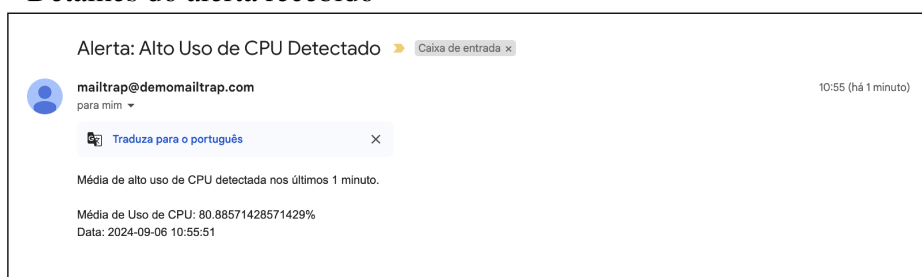 Detalhes do alerta recebido
Alerta: Alto Uso de CPU Detectado Caixa de entrada ×
mailtrap@demomailtrap.com 10:55 (há 1 minuto)
para mim
Traduza para o português
Média de alto uso de CPU detectada nos últimos 1 minuto.
Média de Uso de CPU: 80.88571428571429%
Data: 2024-09-06 10:55:51